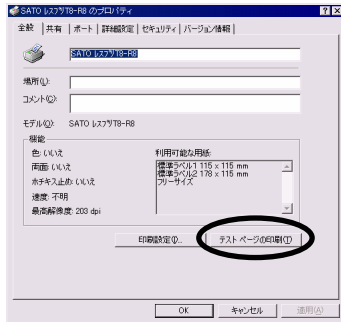 SATO レスプリT8-R8 のプロパティ
全般 共有 ポート 詳細設定 セキュリティ バージョン情報
SATO レスプリT8-R8
場所(L):
コメント(C):
モデル(O): SATO レスプリT8-R8
機能
色: いいえ
両面: いいえ
ホチキス止め: いいえ
速度: 不明
最高解像度: 203 dpi
利用可能な用紙:
標準ラベル1 115 x 115 mm
標準ラベル2 178 x 115 mm
フリーサイズ
印刷設定(I)...
テスト ページの印刷(T)
OK
キャンセル
適用(A)